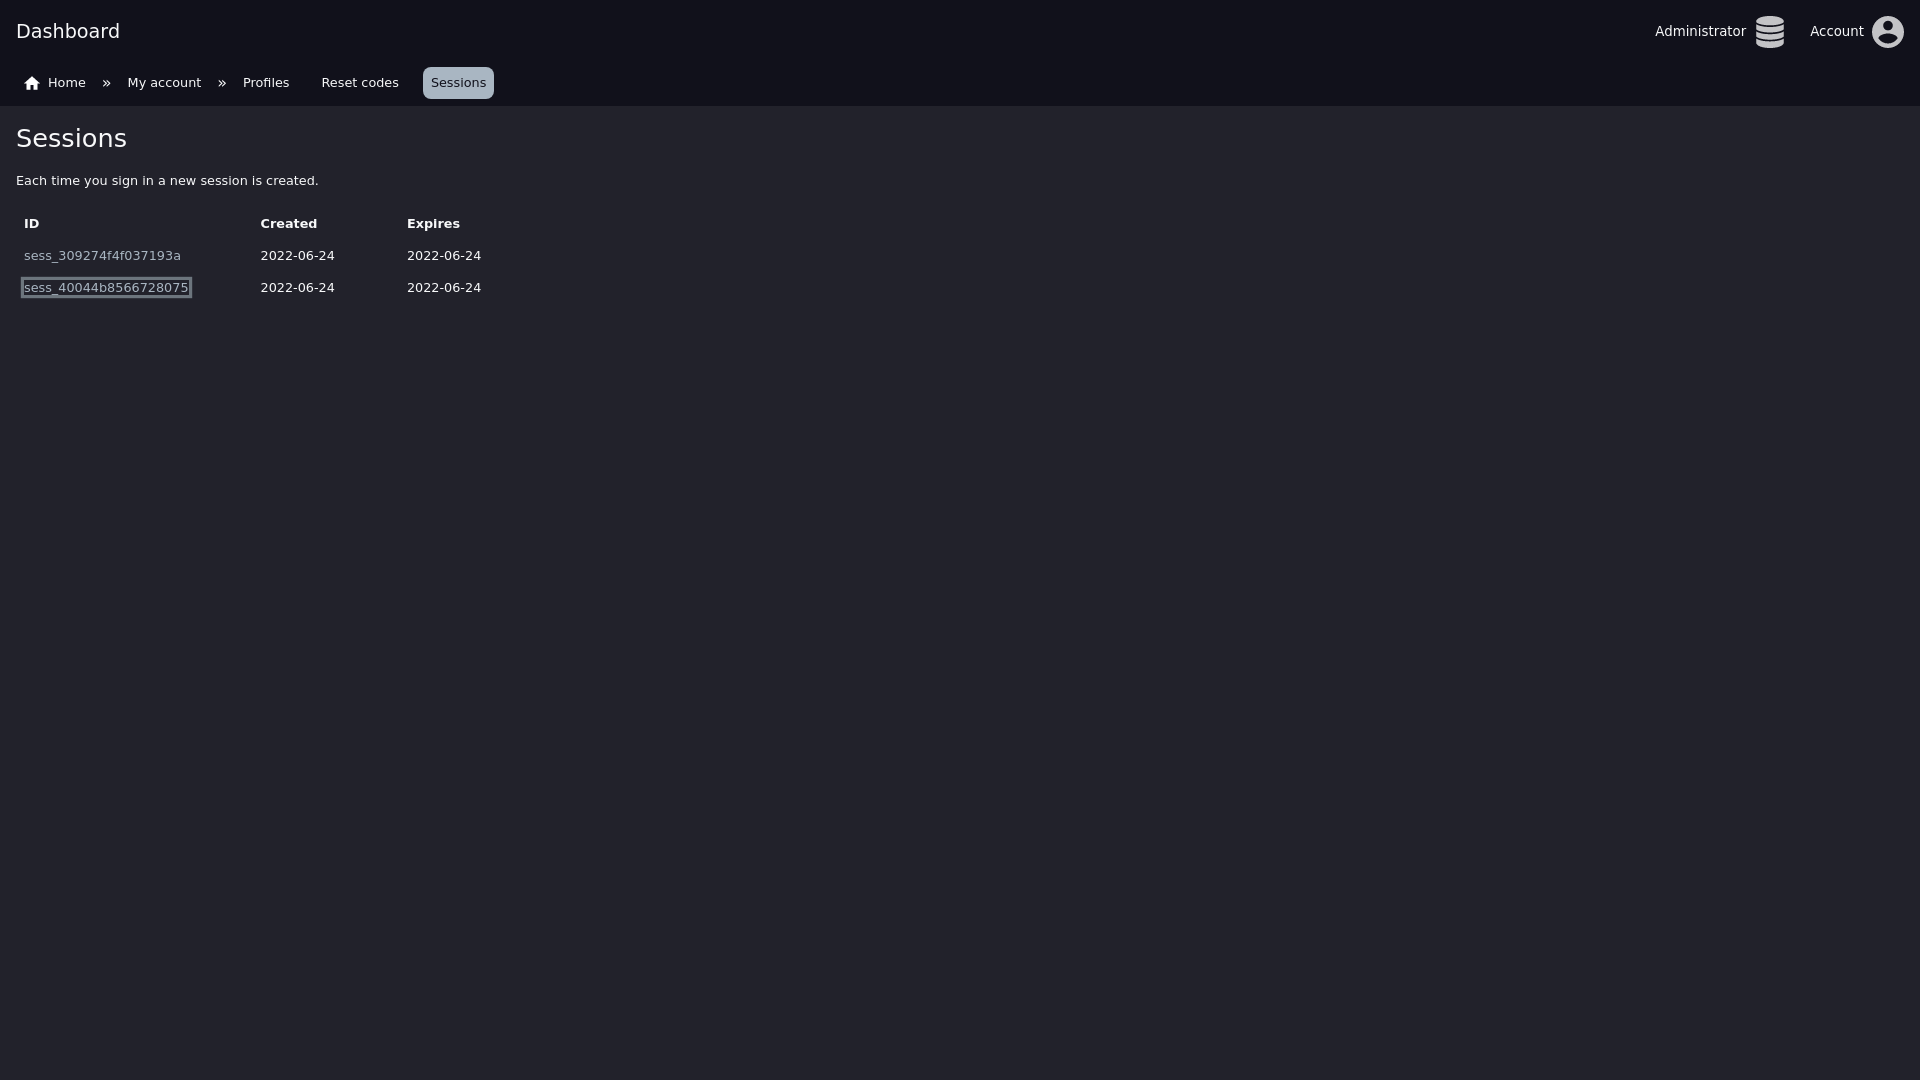 Dashboard
Administrator
Account
Home » My account » Profiles Reset codes Sessions
Sessions
Each time you sign in a new session is created.
ID Created Expires
sess_309274f4f037193a 2022-06-24 2022-06-24
sess_40044b8566728075 2022-06-24 2022-06-24